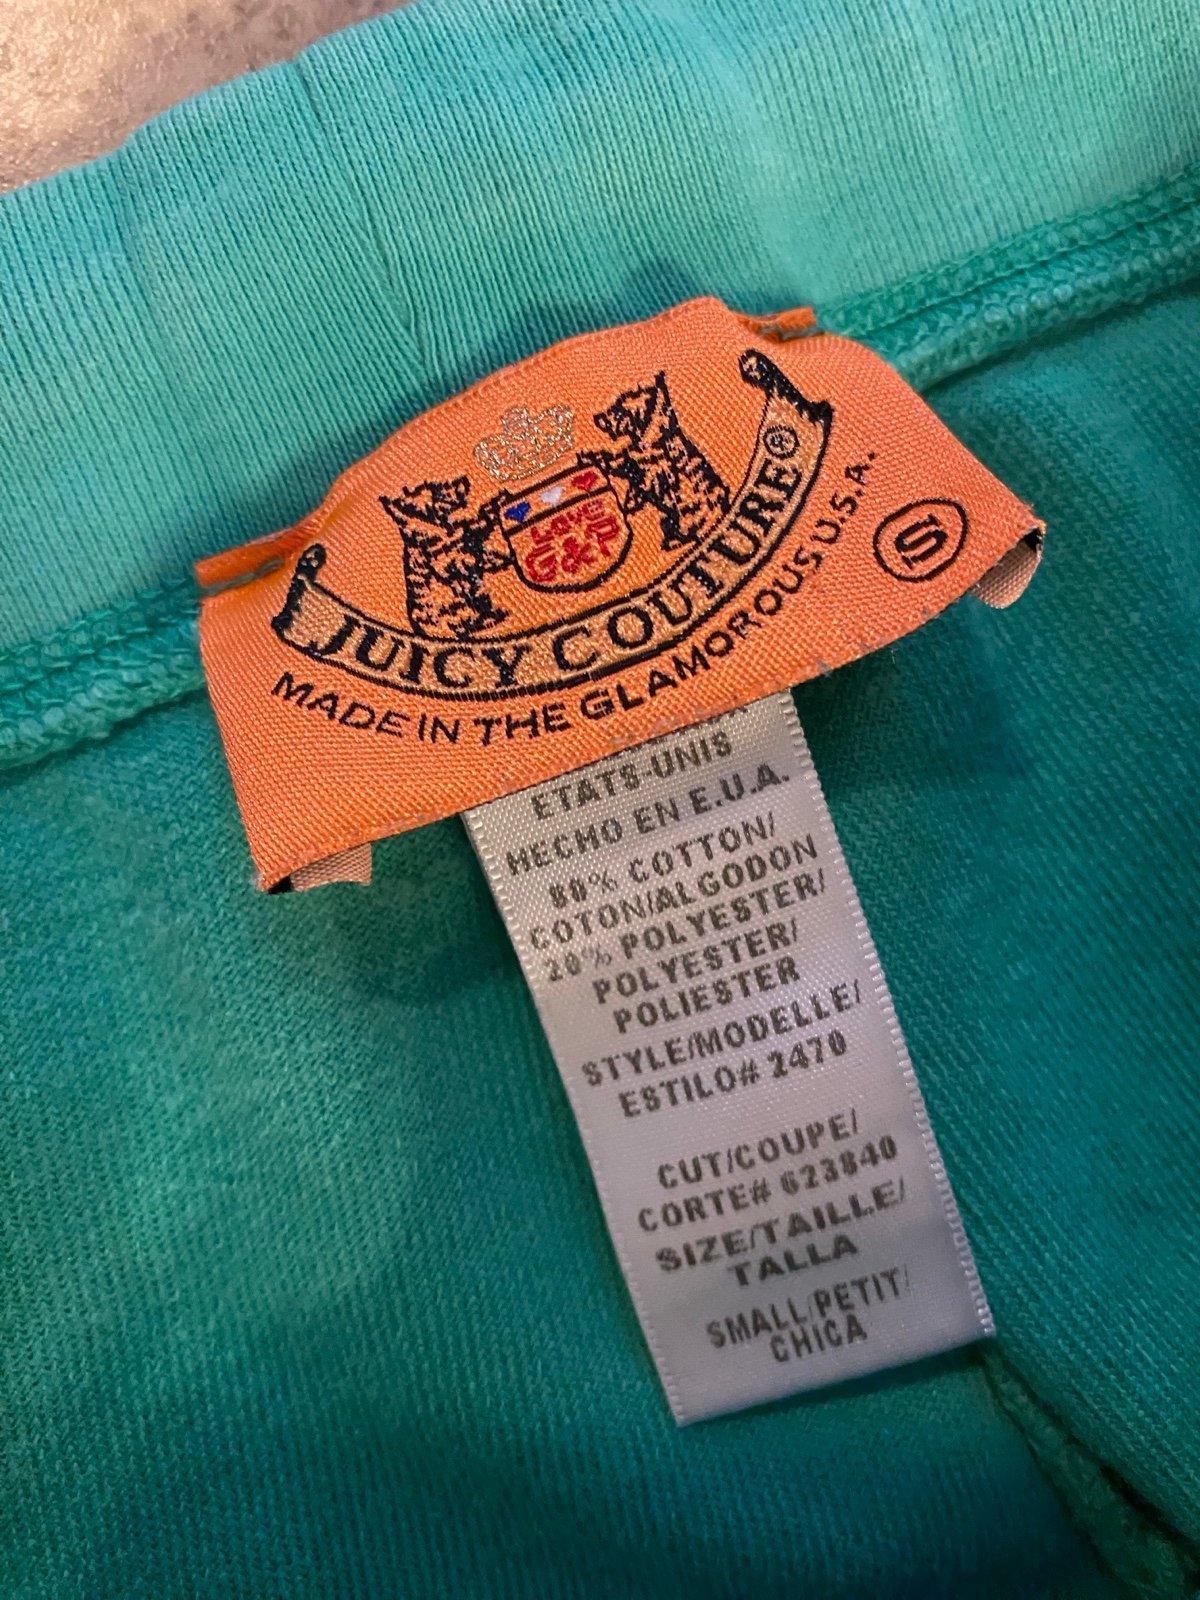 LOVE
G&P
JUICY COUTURE®
MADE IN THE GLAMOROUS U.S.A.
S
ETATS-UNIS
HECHO EN E.U.A.
80% COTTON/
COTON/ALGODON
20% POLYESTER/
POLYESTER/
POLIESTER
STYLE/MODELLE/
ESTILO# 2470
CUT/COUPE/
CORTE# 623840
SIZE/TAILLE/
TALLA
SMALL/PETIT/
CHICA